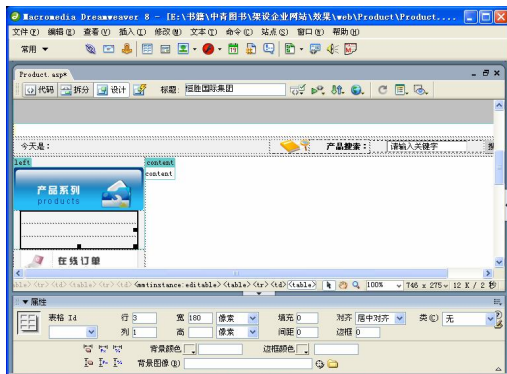 Macromedia Dreamweaver 8 - [E:\书籍\中青图书\架设企业网站\效果\web\Product\Product....
文件(F) 编辑(E) 查看(V) 插入(I) 修改(M) 文本(T) 命令(C) 站点(S) 窗口(W) 帮助(H)
常用
Product.asp*
代码 拆分 设计 标题: 恒胜国际集团
今天是: 产品搜索: 请输入关键字 搜
left content
content
产品系列
products
在线订单
<tr> <td> <table> <tr> <td> <mmtinstance:editable> <table> <tr> <td> <table> 100% 746 x 275 12 K / 2 秒
属性
表格 Id 行 3 宽 180 像素 填充 0 对齐 居中对齐 类(C) 无
列 1 高 像素 间距 0 边框 0
背景颜色 边框颜色
背景图像(B)